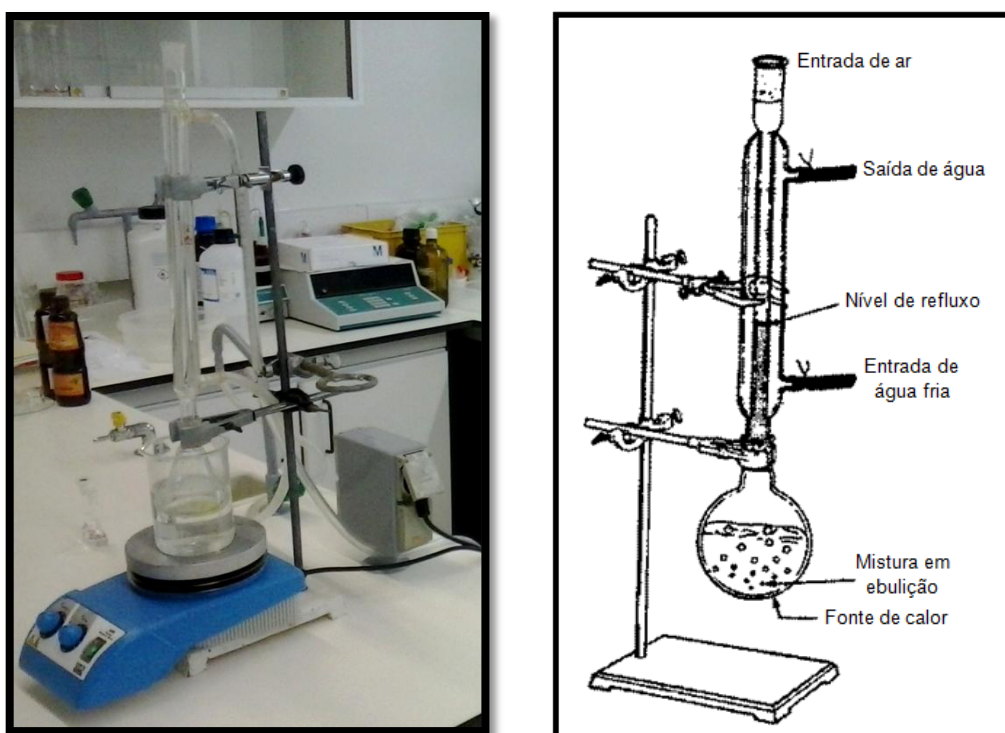 Entrada de ar
Saída de água
Nível de refluxo
Entrada de
água fria
Mistura em
ebulição
Fonte de calor
M